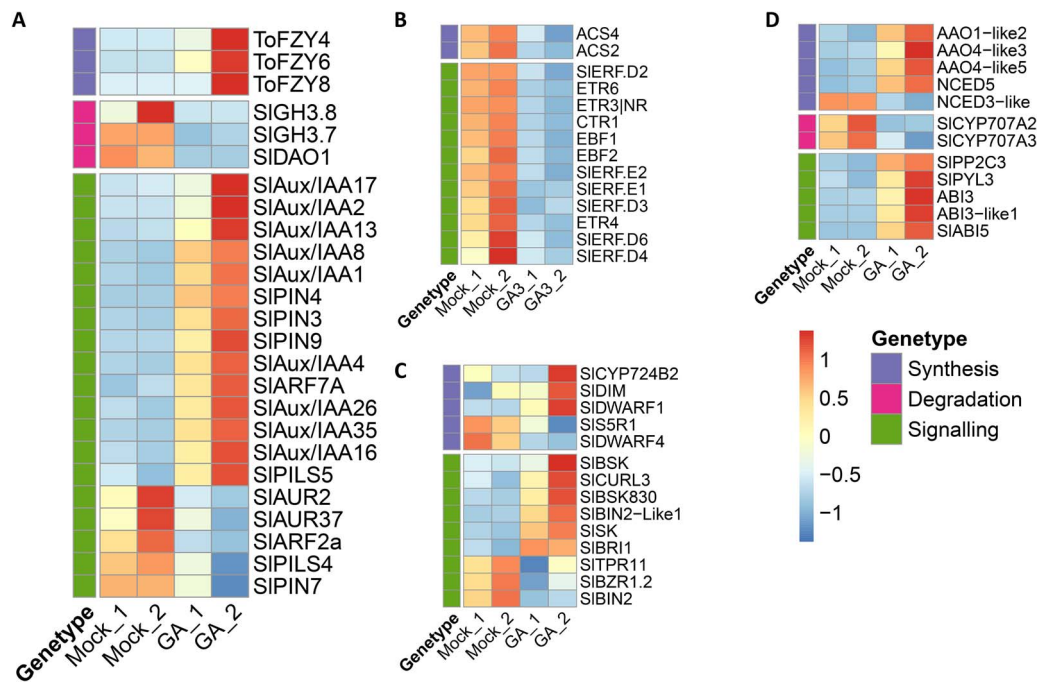 A
ToFZY4
ToFZY6
ToFZY8
SlGH3.8
SlGH3.7
SlDAO1
SlAux/IAA17
SlAux/IAA2
SlAux/IAA13
SlAux/IAA8
SlAux/IAA1
SlPIN4
SlPIN3
SlPIN9
SlAux/IAA4
SlARF7A
SlAux/IAA26
SlAux/IAA35
SlAux/IAA16
SlPILS5
SlAUR2
SlAUR37
SlARF2a
SlPILS4
SlPIN7
Genotype
Mock_1
Mock_2
GA_1
GA_2
B
ACS4
ACS2
SlERF.D2
ETR6
ETR3|NR
CTR1
EBF1
EBF2
SlERF.E2
SlERF.E1
SlERF.D3
ETR4
SlERF.D6
SlERF.D4
Genotype
Mock_1
Mock_2
GA3_1
GA3_2
C
SlCYP724B2
SlDIM
SlDWARF1
SlS5R1
SlDWARF4
SlBSK
SlCURL3
SlBSK830
SlBIN2−Like1
SlSK
SlBRI1
SlTPR11
SlBZR1.2
SlBIN2
Genotype
Mock_1
Mock_2
GA_1
GA_2
D
AAO1−like2
AAO4−like3
AAO4−like5
NCED5
NCED3−like
SlCYP707A2
SlCYP707A3
SlPP2C3
SlPYL3
ABI3
ABI3−like1
SlABI5
Genotype
Mock_1
Mock_2
GA_1
GA_2
1
0.5
0
−0.5
−1
Genotype
Synthesis
Degradation
Signalling